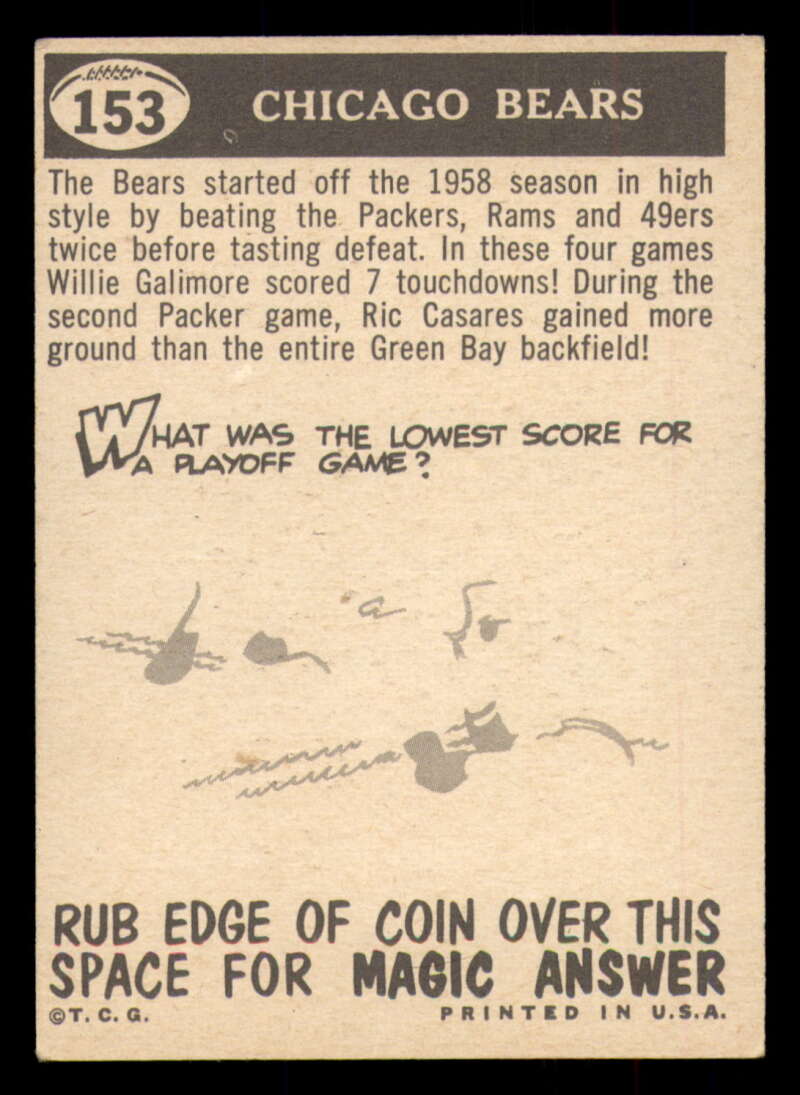 153 CHICAGO BEARS
The Bears started off the 1958 season in high
style by beating the Packers, Rams and 49ers
twice before tasting defeat. In these four games
Willie Galimore scored 7 touchdowns! During the
second Packer game, Ric Casares gained more
ground than the entire Green Bay backfield!
WHAT WAS THE LOWEST SCORE FOR
A PLAYOFF GAME?
RUB EDGE OF COIN OVER THIS
SPACE FOR MAGIC ANSWER
©T. C. G. PRINTED IN U.S.A.